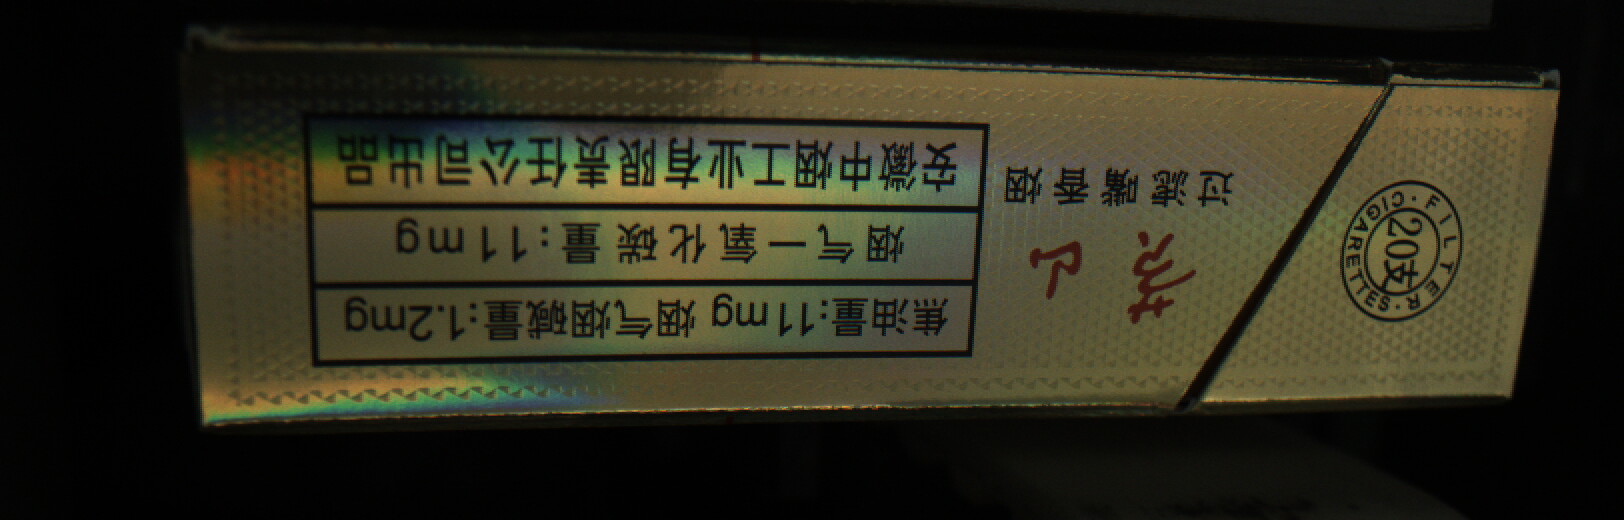 FILTER · CIGARETTES ·
20支
黄山
过滤嘴香烟
焦油量:11mg 烟气烟碱量:1.2mg
烟气一氧化碳量:11mg
安徽中烟工业有限责任公司出品